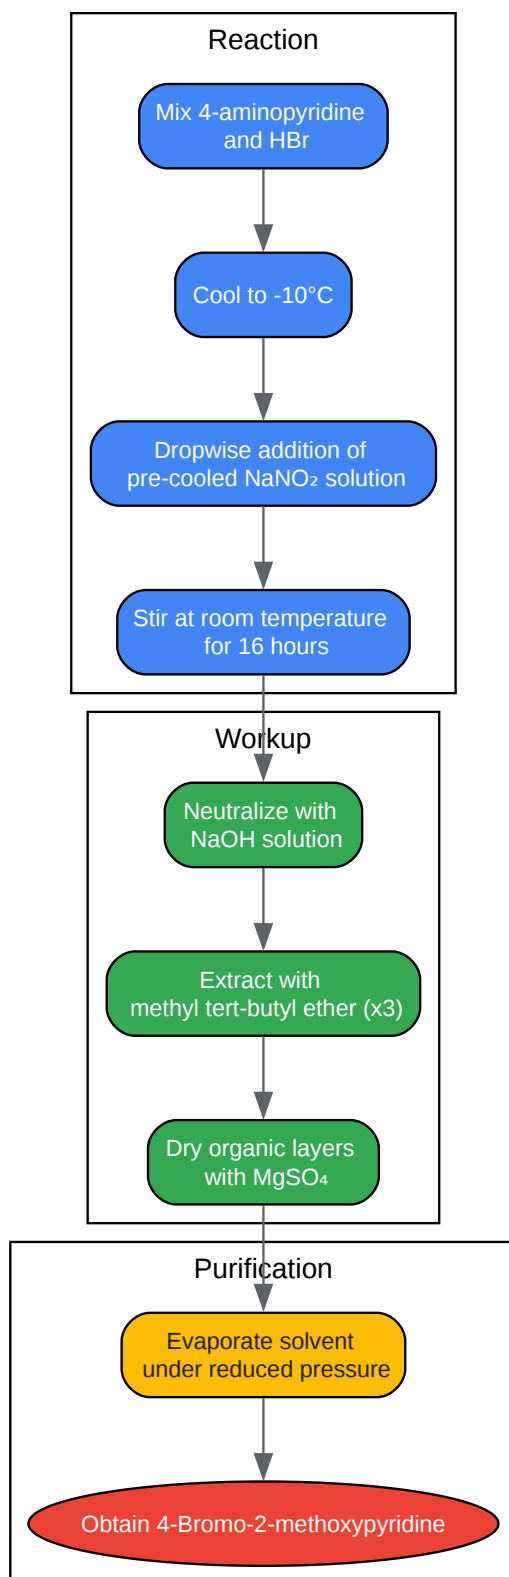 Reaction
Mix 4-aminopyridine
and HBr
Cool to -10°C
Dropwise addition of
pre-cooled NaNO₂ solution
Stir at room temperature
for 16 hours
Workup
Neutralize with
NaOH solution
Extract with
methyl tert-butyl ether (x3)
Dry organic layers
with MgSO₄
Purification
Evaporate solvent
under reduced pressure
Obtain 4-Bromo-2-methoxypyridine